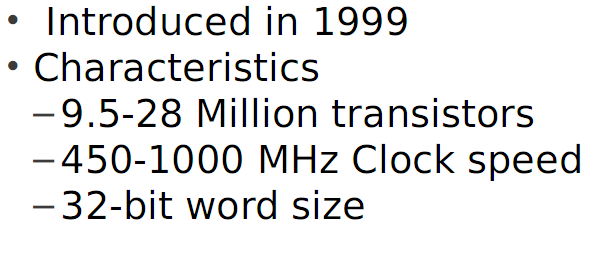 • Introduced in 1999
• Characteristics
–9.5-28 Million transistors
–450-1000 MHz Clock speed
–32-bit word size